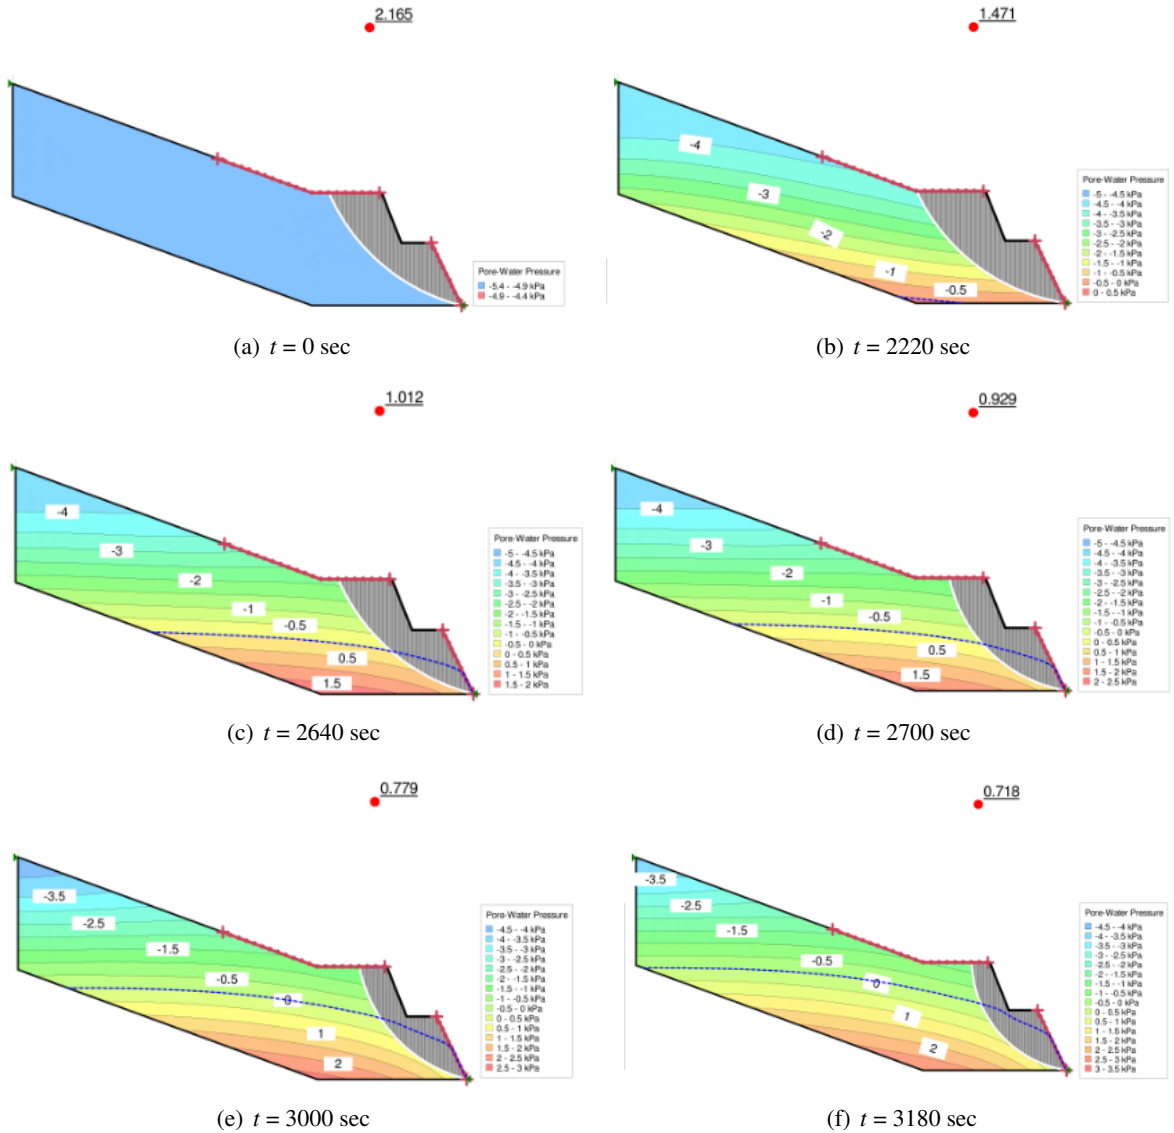 2.165
Pore-Water Pressure
-5.4 - -4.9 kPa
-4.9 - -4.4 kPa
(a) t = 0 sec
1.471
-4
-3
-2
-1
-0.5
Pore-Water Pressure
-5 - -4.5 kPa
-4.5 - -4 kPa
-4 - -3.5 kPa
-3.5 - -3 kPa
-3 - -2.5 kPa
-2.5 - -2 kPa
-2 - -1.5 kPa
-1.5 - -1 kPa
-1 - -0.5 kPa
-0.5 - 0 kPa
0 - 0.5 kPa
(b) t = 2220 sec
1.012
-4
-3
-2
-1
-0.5
0.5
1.5
Pore-Water Pressure
-5 - -4.5 kPa
-4.5 - -4 kPa
-4 - -3.5 kPa
-3.5 - -3 kPa
-3 - -2.5 kPa
-2.5 - -2 kPa
-2 - -1.5 kPa
-1.5 - -1 kPa
-1 - -0.5 kPa
-0.5 - 0 kPa
0 - 0.5 kPa
0.5 - 1 kPa
1 - 1.5 kPa
1.5 - 2 kPa
(c) t = 2640 sec
0.929
-4
-3
-2
-1
-0.5
0.5
1.5
Pore-Water Pressure
-5 - -4.5 kPa
-4.5 - -4 kPa
-4 - -3.5 kPa
-3.5 - -3 kPa
-3 - -2.5 kPa
-2.5 - -2 kPa
-2 - -1.5 kPa
-1.5 - -1 kPa
-1 - -0.5 kPa
-0.5 - 0 kPa
0 - 0.5 kPa
0.5 - 1 kPa
1 - 1.5 kPa
1.5 - 2 kPa
2 - 2.5 kPa
(d) t = 2700 sec
0.779
-3.5
-2.5
-1.5
-0.5
0
1
2
Pore-Water Pressure
-4.5 - -4 kPa
-4 - -3.5 kPa
-3.5 - -3 kPa
-3 - -2.5 kPa
-2.5 - -2 kPa
-2 - -1.5 kPa
-1.5 - -1 kPa
-1 - -0.5 kPa
-0.5 - 0 kPa
0 - 0.5 kPa
0.5 - 1 kPa
1 - 1.5 kPa
1.5 - 2 kPa
2 - 2.5 kPa
2.5 - 3 kPa
(e) t = 3000 sec
0.718
-3.5
-2.5
-1.5
-0.5
0
1
2
Pore-Water Pressure
-4.5 - -4 kPa
-4 - -3.5 kPa
-3.5 - -3 kPa
-3 - -2.5 kPa
-2.5 - -2 kPa
-2 - -1.5 kPa
-1.5 - -1 kPa
-1 - -0.5 kPa
-0.5 - 0 kPa
0 - 0.5 kPa
0.5 - 1 kPa
1 - 1.5 kPa
1.5 - 2 kPa
2 - 2.5 kPa
2.5 - 3 kPa
3 - 3.5 kPa
(f) t = 3180 sec